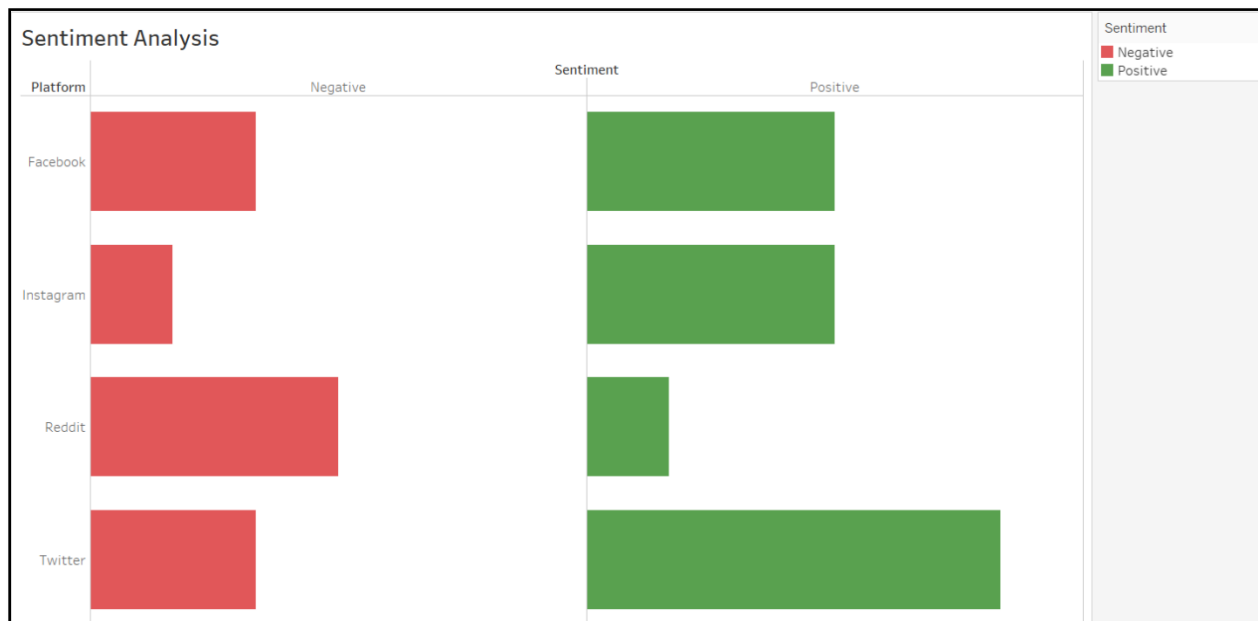 Sentiment Analysis
Sentiment
Negative
Positive
Sentiment
Platform
Negative
Positive
Facebook
Instagram
Reddit
Twitter